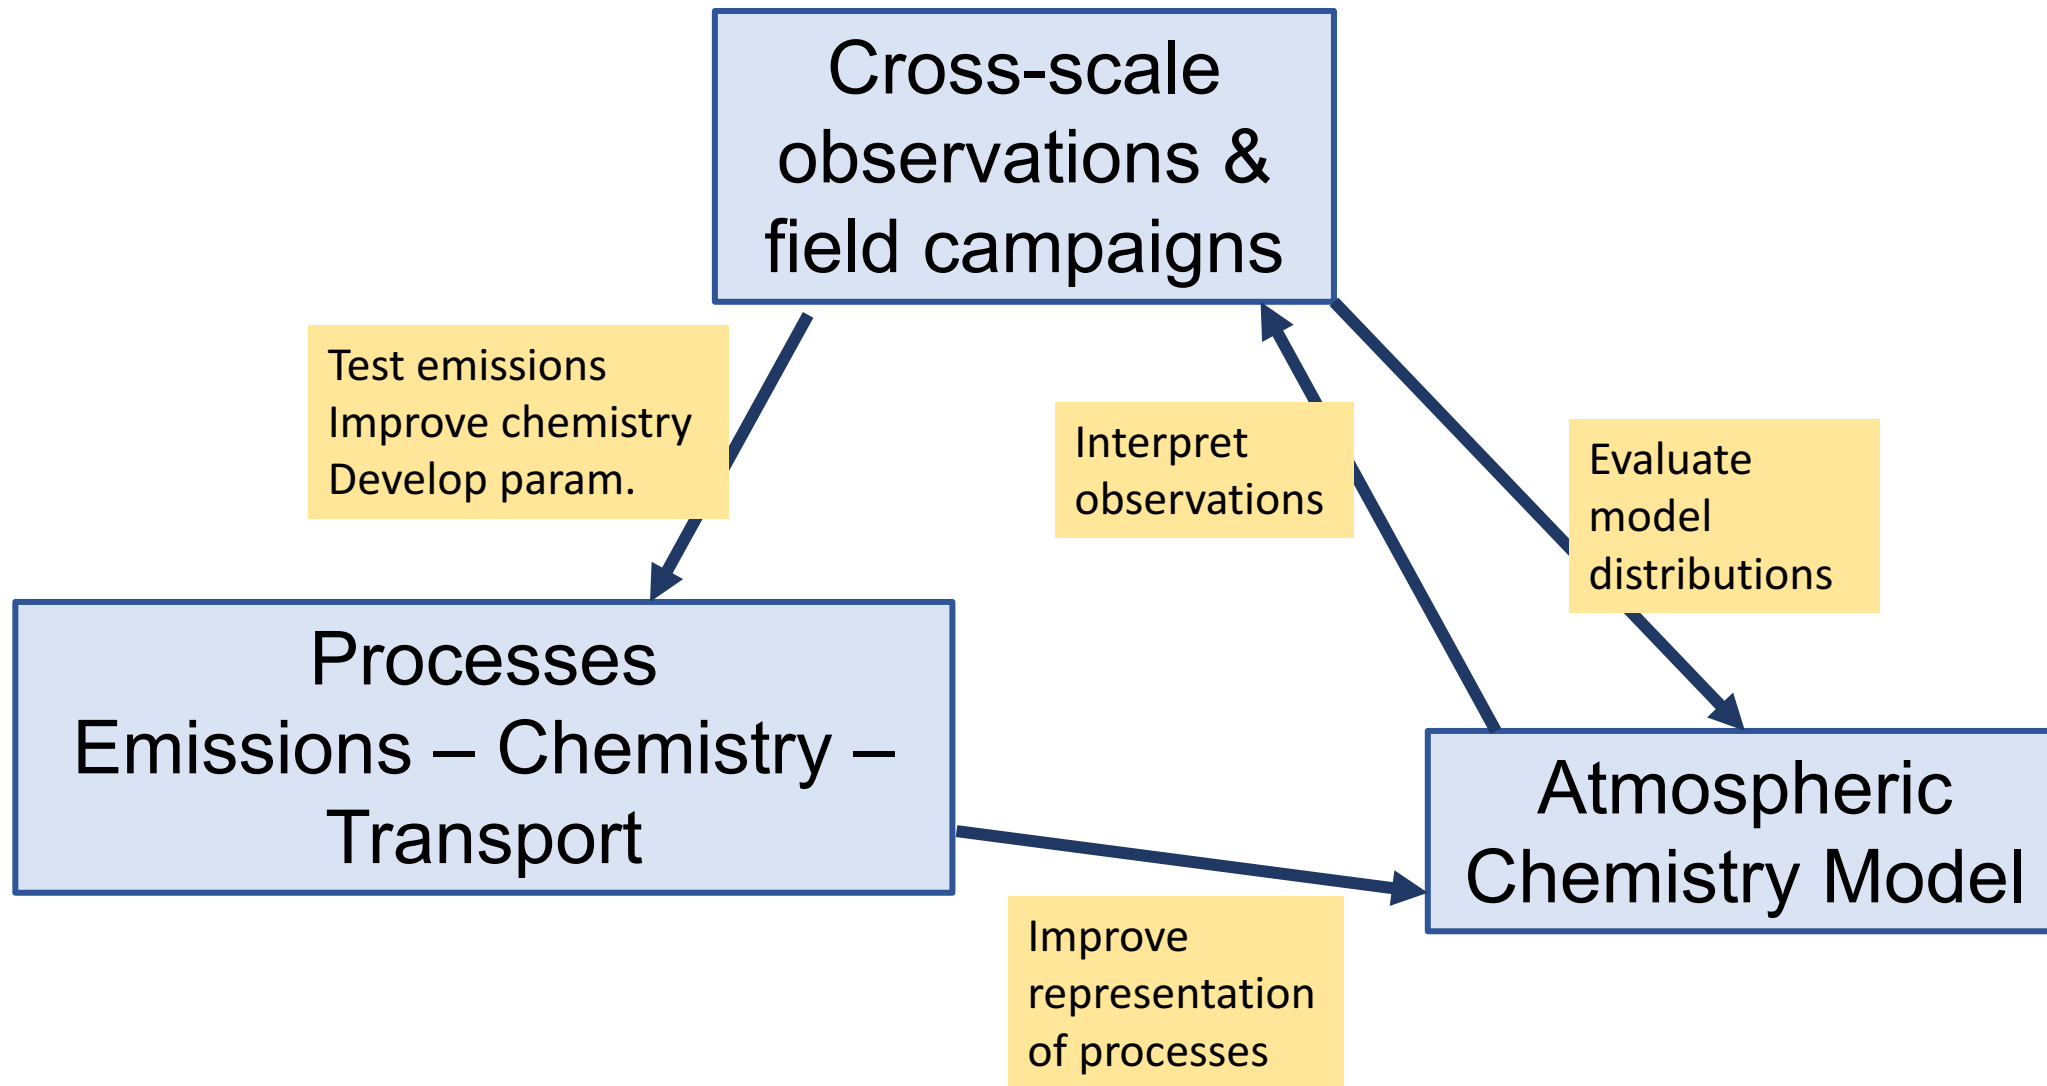 Cross-scale
observations &
field campaigns
Test emissions
Improve chemistry
Develop param.
Interpret
observations
Evaluate
model
distributions
Processes
Emissions – Chemistry –
Transport
Atmospheric
Chemistry Model
Improve
representation
of processes